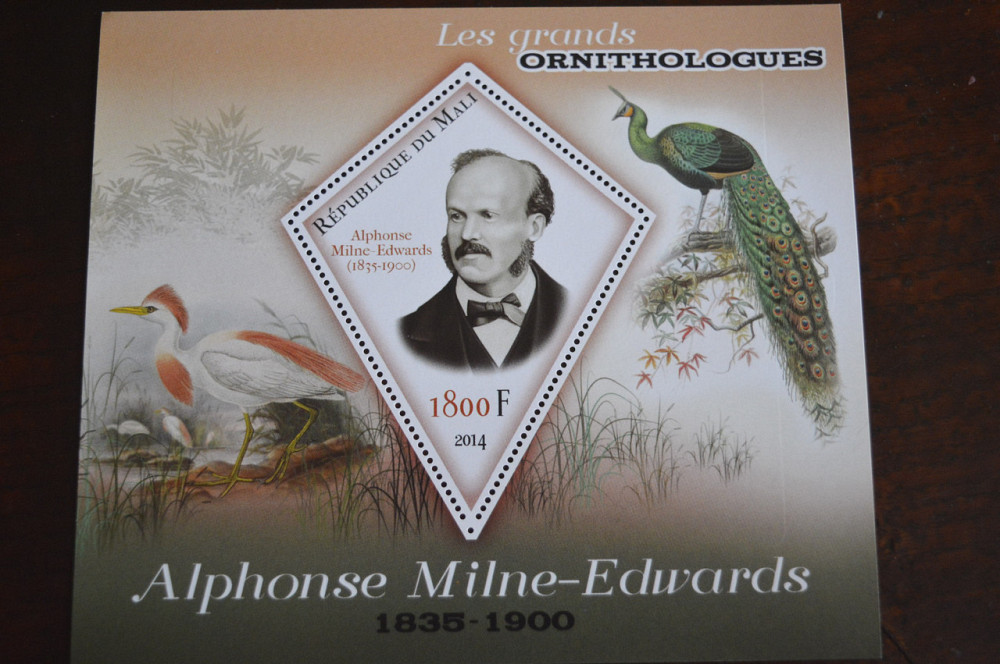 Les grands
ORNITHOLOGUES
République du Mali
Alphonse
Milne-Edwards
(1835-1900)
1800 F
2014
Alphonse Milne-Edwards
1835-1900